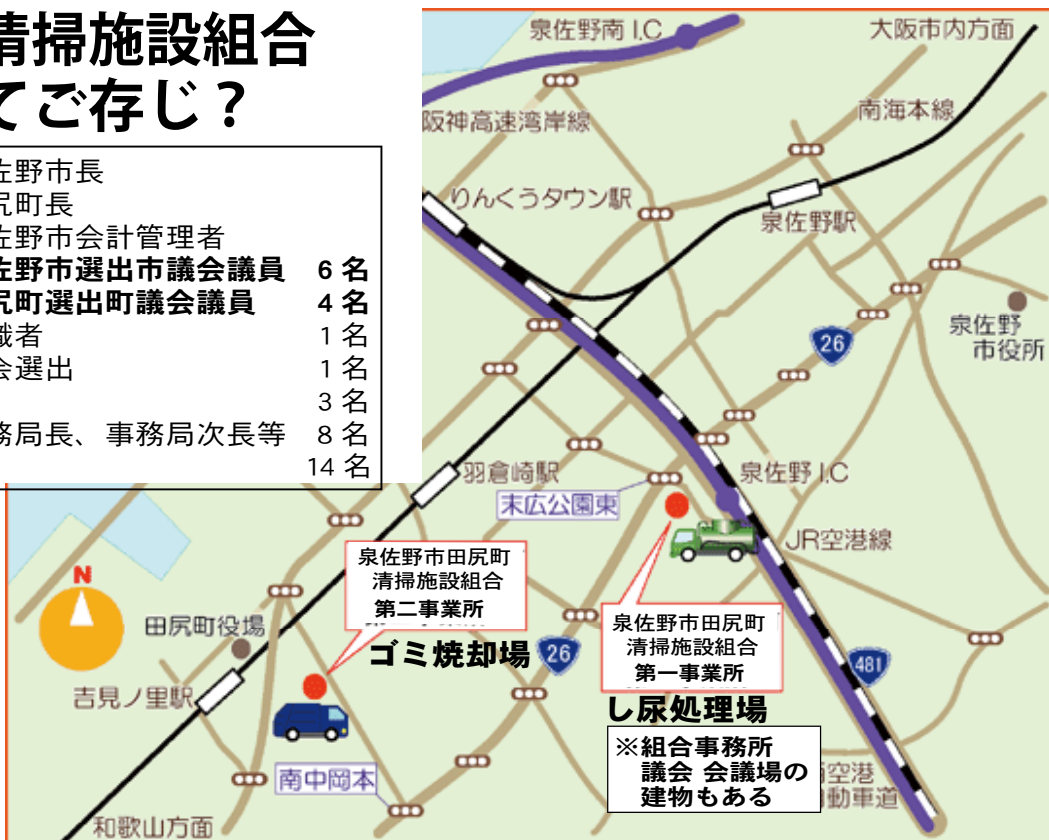 清掃施設組合
てご存じ？
佐野市長
尻町長
佐野市会計管理者
佐野市選出市議会議員 6名
尻町選出町議会議員 4名
識者 1名
会選出 1名
3名
務局長、事務局次長等 8名
14名
泉佐野南I.C
大阪市内方面
阪神高速湾岸線
南海本線
りんくうタウン駅
泉佐野駅
泉佐野
市役所
26
羽倉崎駅
泉佐野I.C
末広公園東
JR空港線
N
泉佐野市田尻町
清掃施設組合
第二事業所
ゴミ焼却場
26
田尻町役場
泉佐野市田尻町
清掃施設組合
第一事業所
し尿処理場
481
吉見ノ里駅
※組合事務所
議会 会議場の
建物もある
空港
動車道
南中岡本
和歌山方面